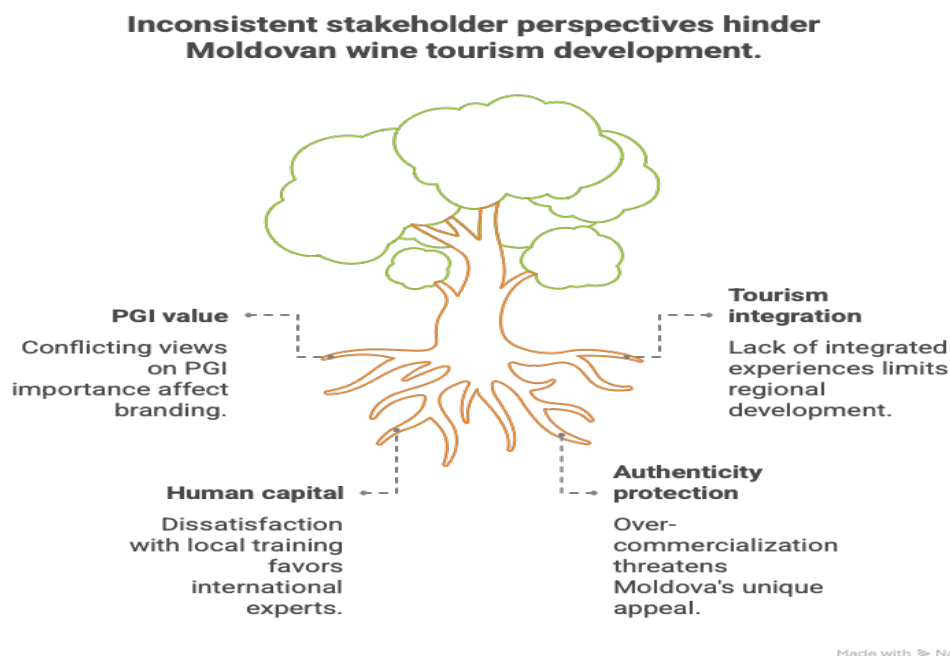 Inconsistent stakeholder perspectives hinder
Moldovan wine tourism development.
PGI value
Conflicting views
on PGI
importance affect
branding.
Tourism
integration
Lack of integrated
experiences limits
regional
development.
Human capital
Dissatisfaction
with local training
favors
international
experts.
Authenticity
protection
Over-
commercialization
threatens
Moldova's unique
appeal.
Made with